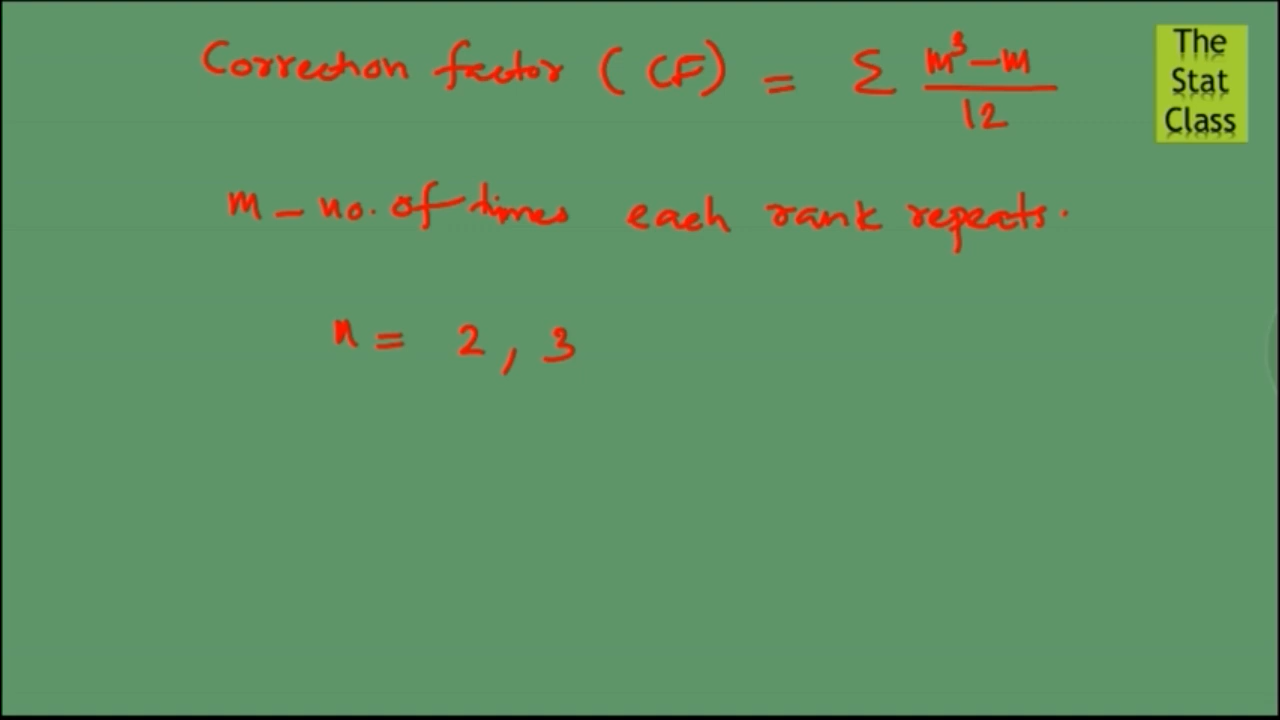 Correction factor (CF) = Σ m³-m
12
The
Stat
Class
m - no. of times each rank repeats.
n = 2, 3